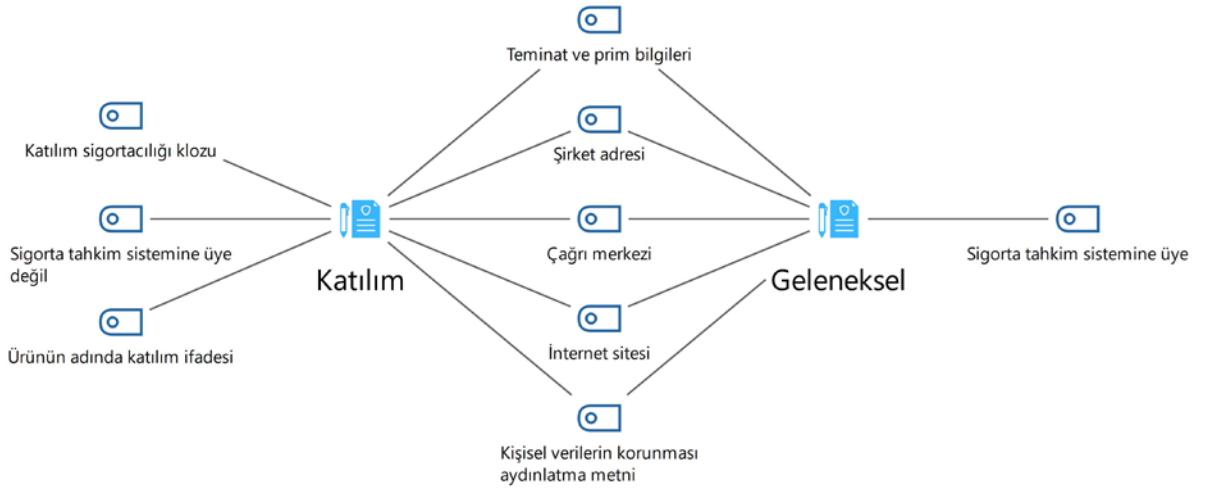 Teminat ve prim bilgileri
Katılım sigortacılığı klozu
Şirket adresi
Sigorta tahkim sistemine üye
değil
Katılım
Çağrı merkezi
Geleneksel
Sigorta tahkim sistemine üye
Ürünün adında katılım ifadesi
İnternet sitesi
Kişisel verilerin korunması
aydınlatma metni